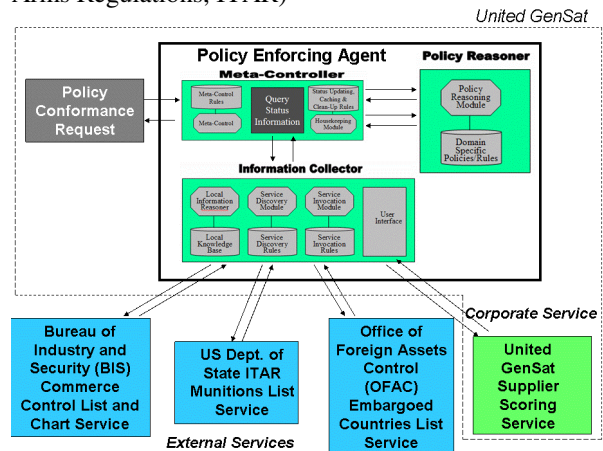 Arms Regulations, ITAR)
United GenSat
Policy Enforcing Agent
Meta-Controller
Policy Reasoner
Policy
Conformance
Request
Meta-Control
Rules
Meta-Control
Query
Status
Information
Status Updating,
Caching &
Clean-Up Rules
Housekeeping
Module
Policy
Reasoning
Module
Domain
Specific
Policies/Rules
Information Collector
Local
Information
Reasoner
Service
Discovery
Module
Service
Invocation
Module
User
Interface
Local
Knowledge
Base
Service
Discovery
Rules
Service
Invocation
Rules
Corporate Service
Bureau of
Industry and
Security (BIS)
Commerce
Control List and
Chart Service
US Dept. of
State ITAR
Munitions List
Service
Office of
Foreign Assets
Control
(OFAC)
Embargoed
Countries List
Service
United
GenSat
Supplier
Scoring
Service
External Services